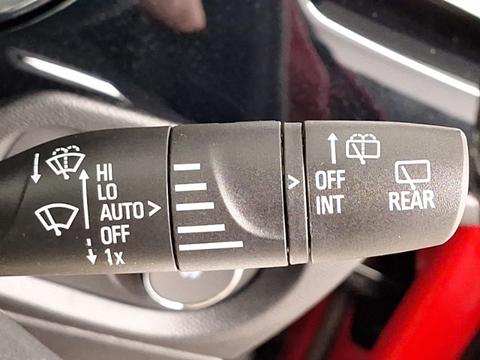 HI
LO
AUTO >
OFF
1x
>
OFF
INT
REAR